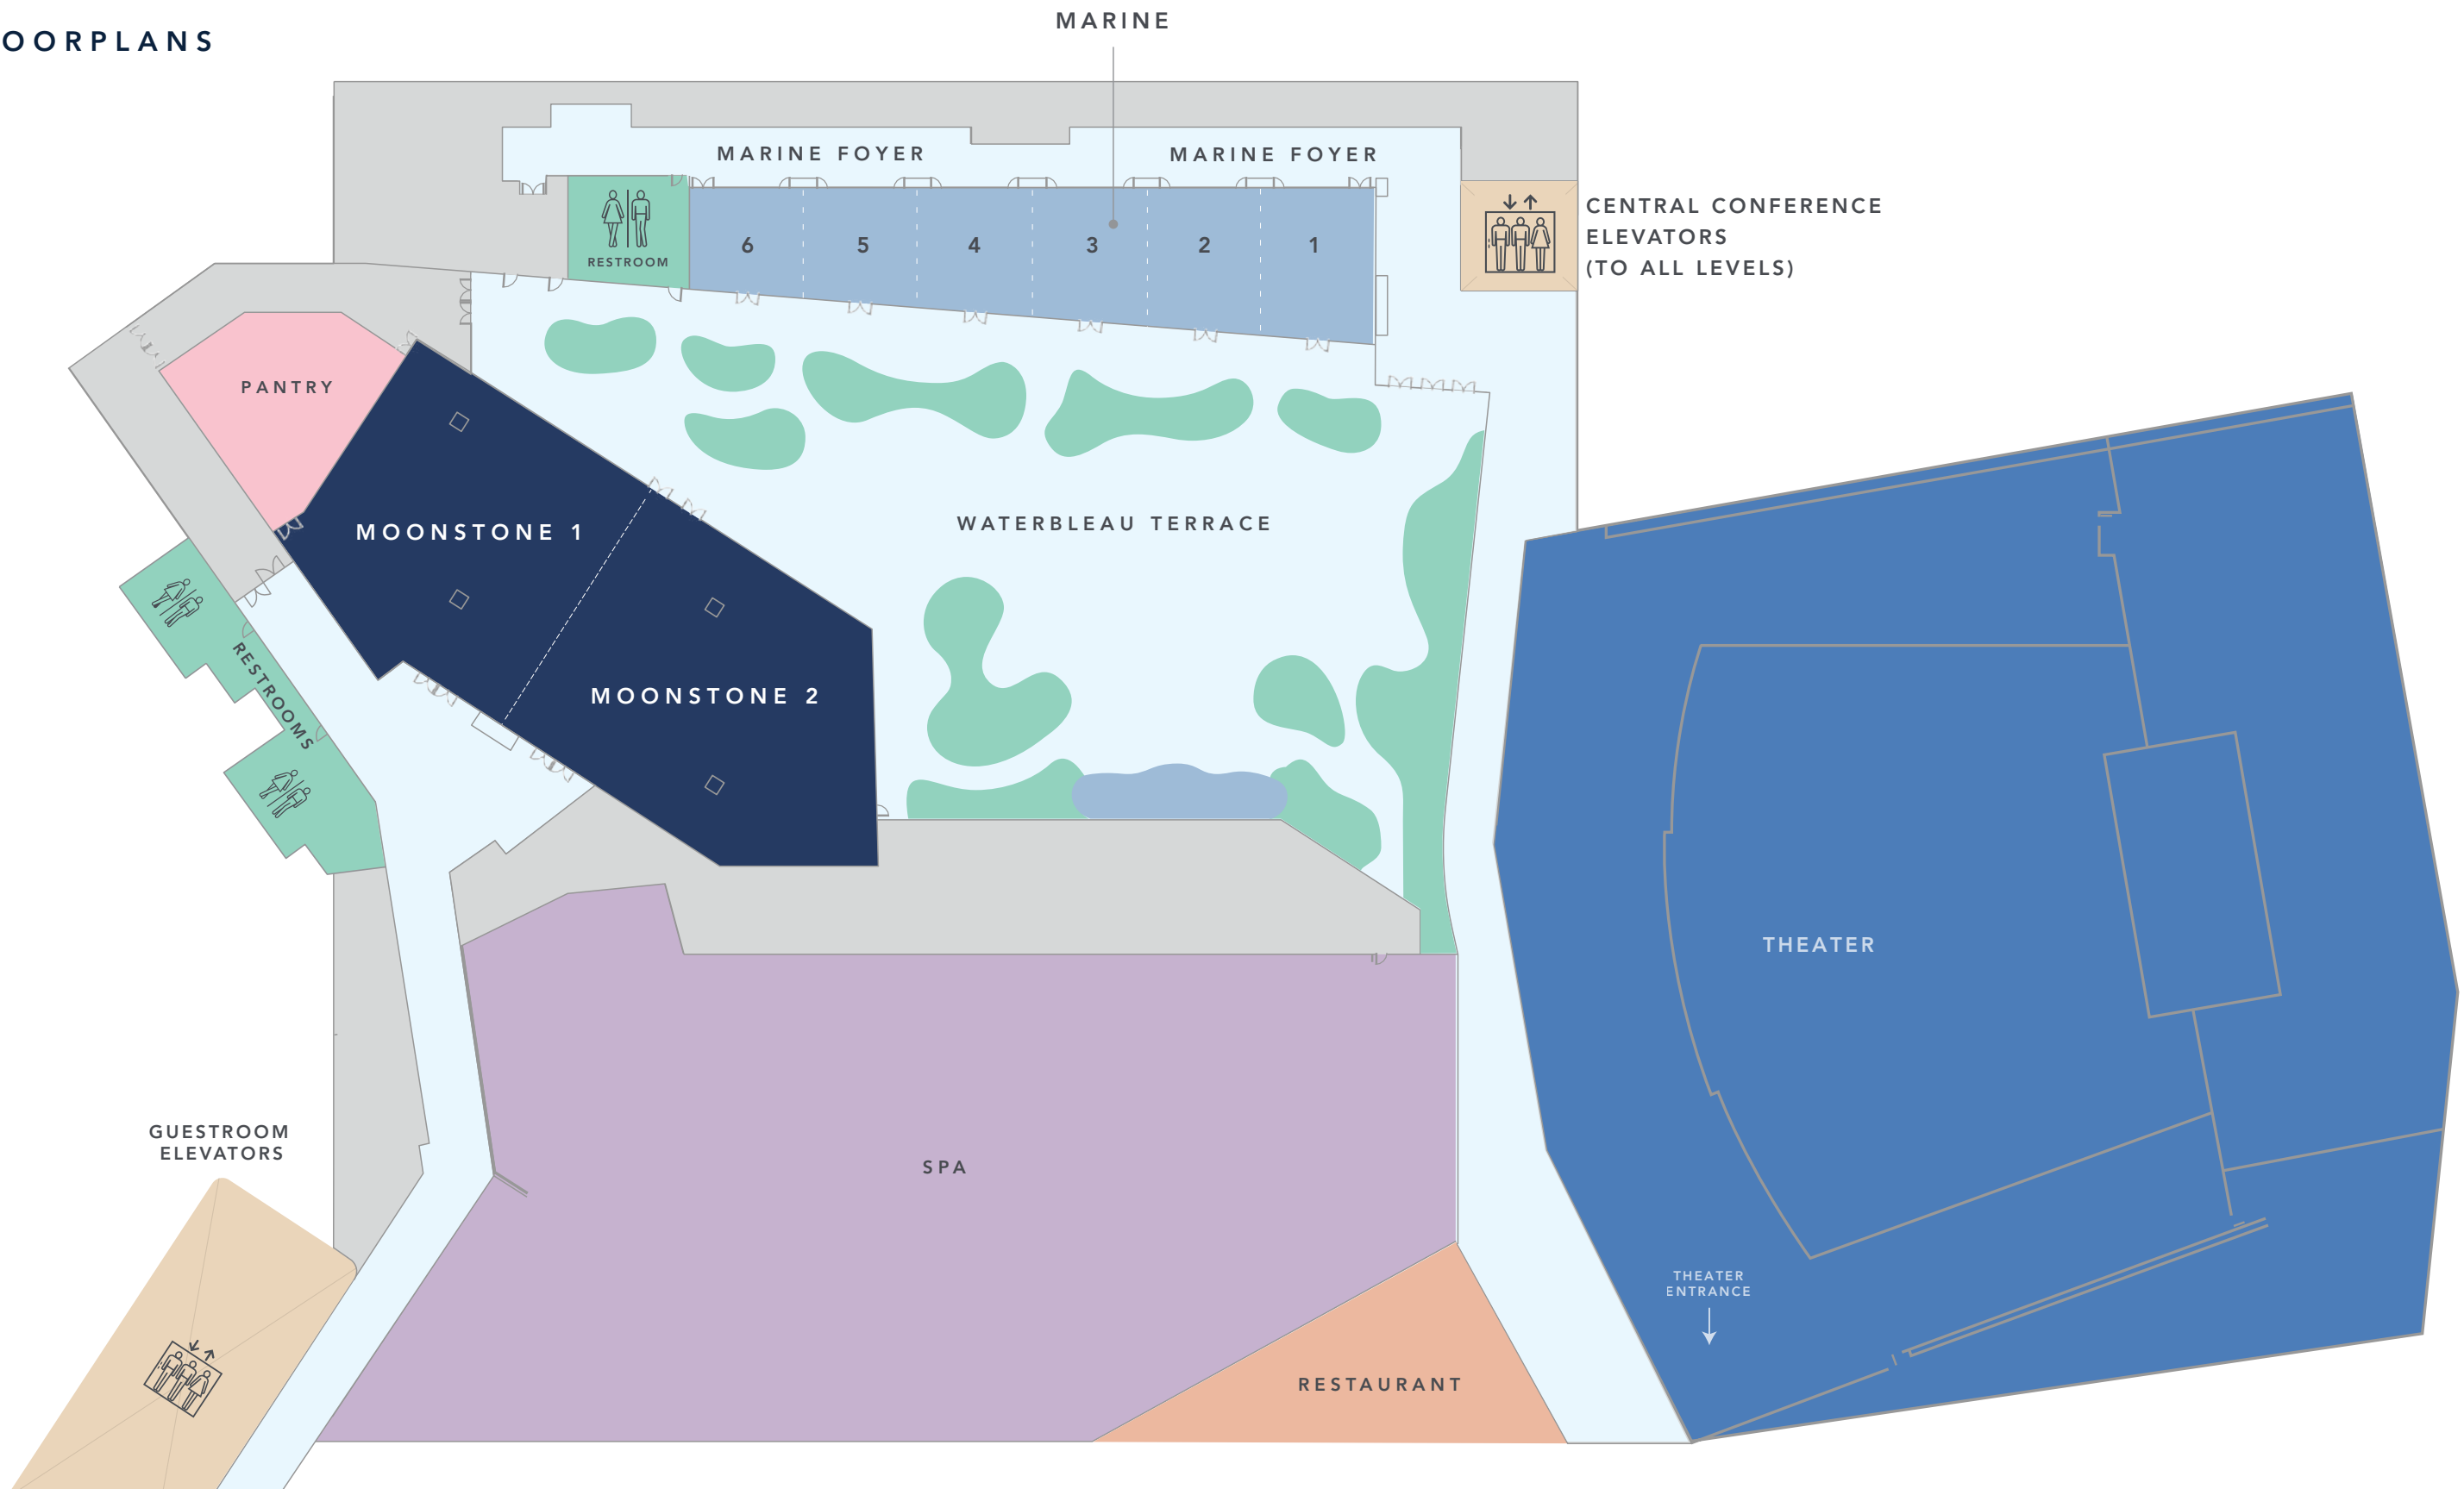 OORPLANS
MARINE
MARINE FOYER
MARINE FOYER
CENTRAL CONFERENCE
ELEVATORS
(TO ALL LEVELS)
RESTROOM
6
5
4
3
2
1
PANTRY
MOONSTONE 1
WATERBLEAU TERRACE
RESTROOMS
MOONSTONE 2
THEATER
GUESTROOM
ELEVATORS
SPA
THEATER
ENTRANCE
RESTAURANT